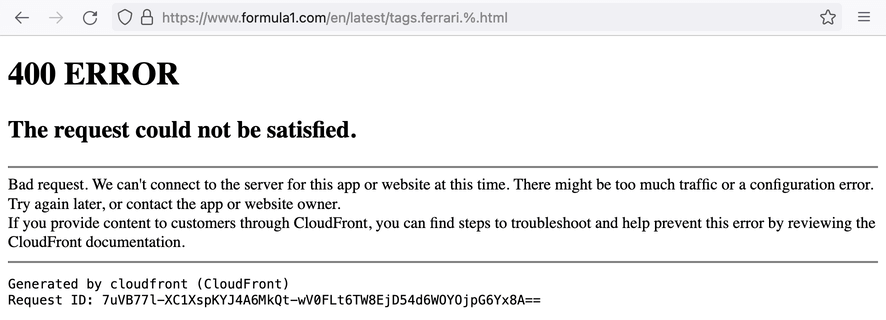 https://www.formula1.com/en/latest/tags.ferrari.%.html
400 ERROR
The request could not be satisfied.
Bad request. We can't connect to the server for this app or website at this time. There might be too much traffic or a configuration error.
Try again later, or contact the app or website owner.
If you provide content to customers through CloudFront, you can find steps to troubleshoot and help prevent this error by reviewing the
CloudFront documentation.
Generated by cloudfront (CloudFront)
Request ID: 7uVB77l-XC1XspKYJ4A6MkQt-wV0FLt6TW8EjD54d6WOYOjpG6Yx8A==